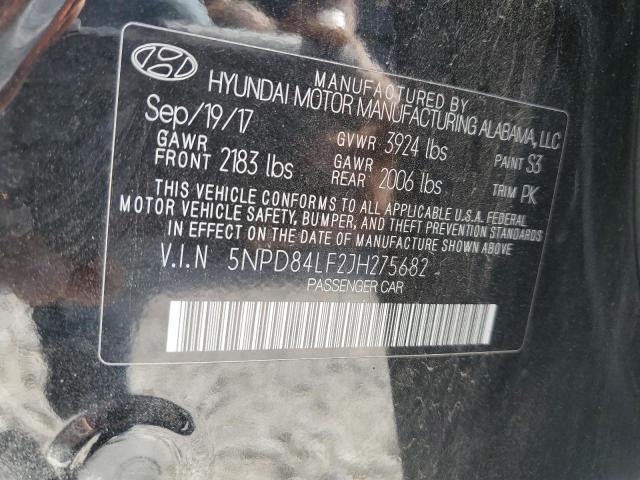 MANUFACTURED BY
HYUNDAI MOTOR MANUFACTURING ALABAMA, LLC
Sep/19/17
GAWR FRONT 2183 lbs
GVWR 3924 lbs
GAWR REAR 2006 lbs
PAINT S3
TRIM PK
THIS VEHICLE CONFORMS TO ALL APPLICABLE U.S.A. FEDERAL
MOTOR VEHICLE SAFETY, BUMPER, AND THEFT PREVENTION STANDARDS
IN EFFECT ON THE DATE OF MANUFACTURE SHOWN ABOVE
V.I.N 5NPD84LF2JH275682
PASSENGER CAR